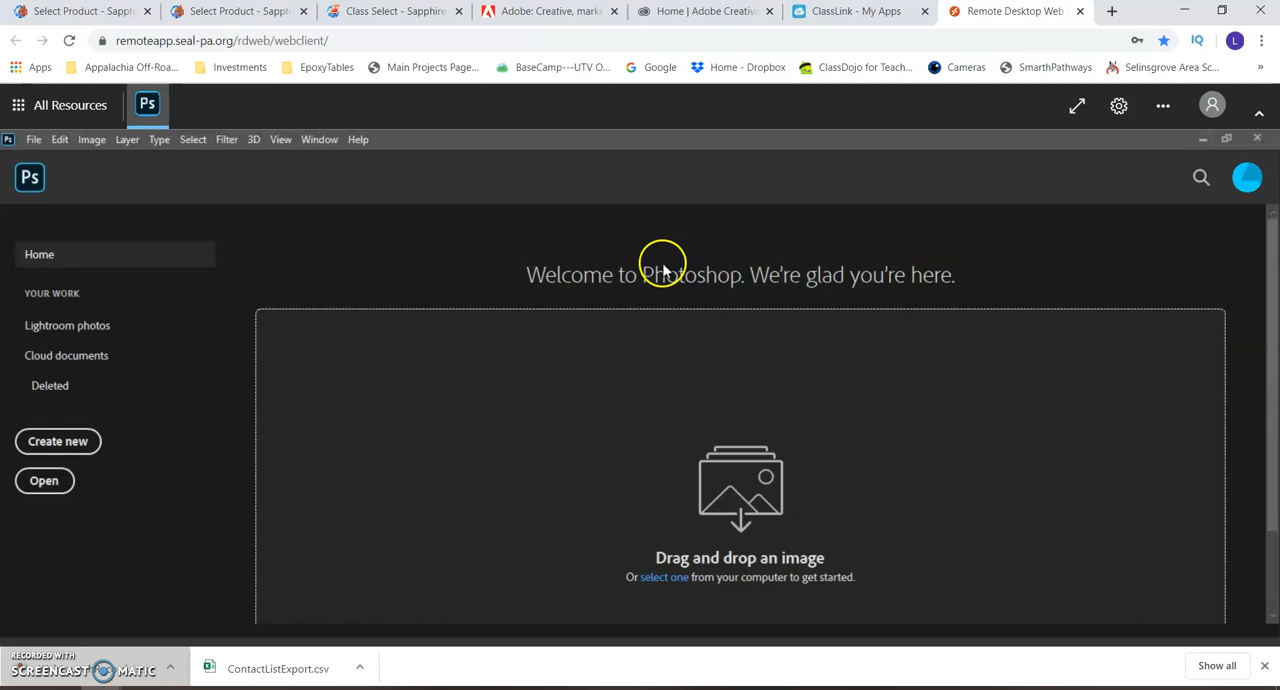 Select Product - Sapph
Select Product - Sapph
Class Select - Sapphire
Adobe: Creative, mark
Home | Adobe Creative
ClassLink - My Apps
Remote Desktop Web
remoteapp.seal-pa.org/rdweb/webclient/
IQ
L
Apps
Appalachia Off-Roa...
Investments
EpoxyTables
Main Projects Page...
BaseCamp---UTV O...
Google
Home - Dropbox
ClassDojo for Teach...
Cameras
SmarthPathways
Selinsgrove Area Sc...
»
All Resources
Ps
Ps File Edit Image Layer Type Select Filter 3D View Window Help
Ps
Home
Welcome to Photoshop. We're glad you're here.
YOUR WORK
Lightroom photos
Cloud documents
Deleted
Create new
Open
Drag and drop an image
Or select one from your computer to get started.
RECORDED WITH
SCREENCAST MATIC
ContactListExport.csv
Show all